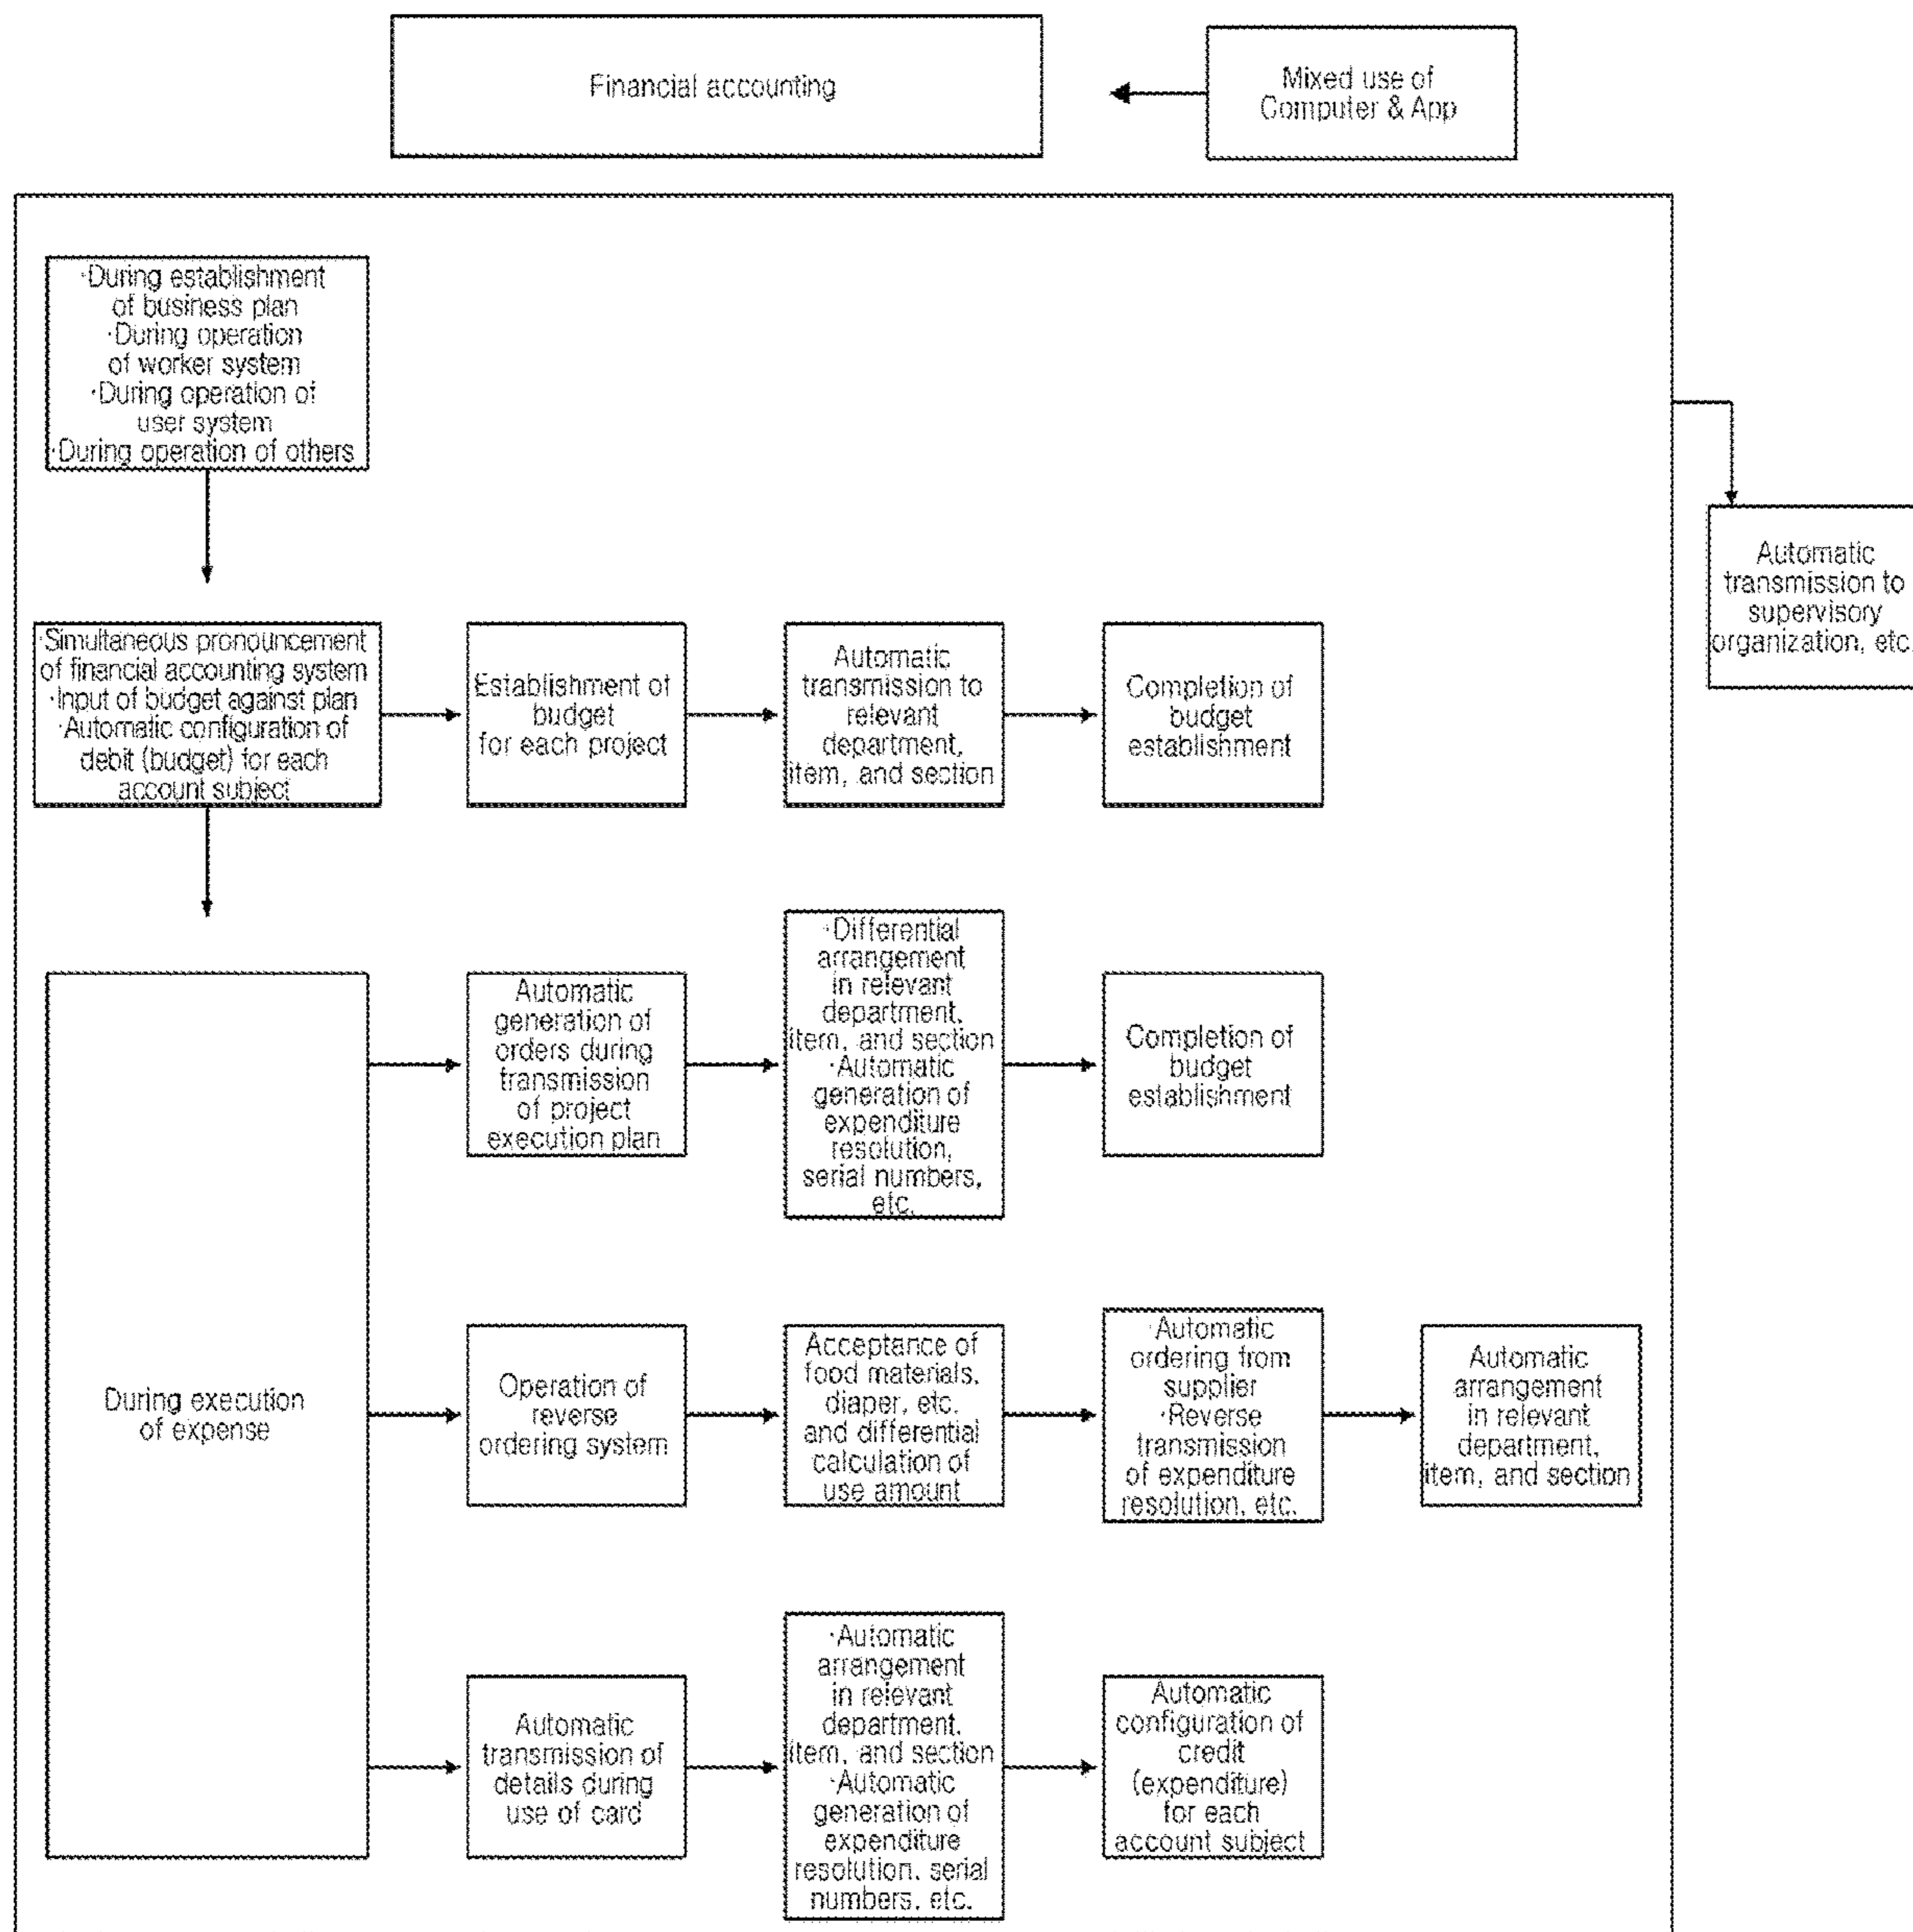 Financial accounting
Mixed use of
Computer & App
·During establishment
of business plan
·During operation
of worker system
·During operation of
user system
·During operation of others
Automatic
transmission to
supervisory
organization, etc.
·Simultaneous pronouncement
of financial accounting system
·Input of budget against plan
·Automatic configuration of
debit (budget) for each
account subject
Establishment of
budget
for each project
Automatic
transmission to
relevant
department,
item, and section
Completion of
budget
establishment
During execution
of expense
Automatic
generation of
orders during
transmission
of project
execution plan
·Differential
arrangement
in relevant
department,
item, and section
·Automatic
generation of
expenditure
resolution,
serial numbers,
etc.
Completion of
budget
establishment
Operation of
reverse
ordering system
Acceptance of
food materials,
diaper, etc.
and differential
calculation of
use amount
·Automatic
ordering from
supplier
·Reverse
transmission
of expenditure
resolution, etc.
Automatic
arrangement
in relevant
department,
item, and section
Automatic
transmission of
details during
use of card
·Automatic
arrangement
in relevant
department,
item, and section
·Automatic
generation of
expenditure
resolution, serial
numbers, etc.
Automatic
configuration of
credit
(expenditure)
for each
account subject